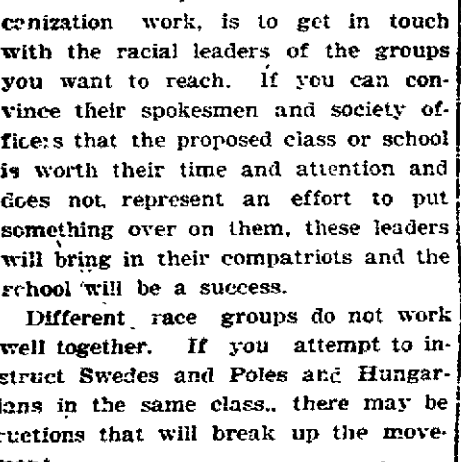 canization work, is to get in touch
with the racial leaders of the groups
you want to reach. If you can con-
vince their spokesmen and society of-
ficers that the proposed class or school
is worth their time and attention and
does not represent an effort to put
something over on them, these leaders
will bring in their compatriots and the
school will be a success.
Different race groups do not work
well together. If you attempt to in-
struct Swedes and Poles and Hungar-
ians in the same class.. there may be
ructions that will break up the move-